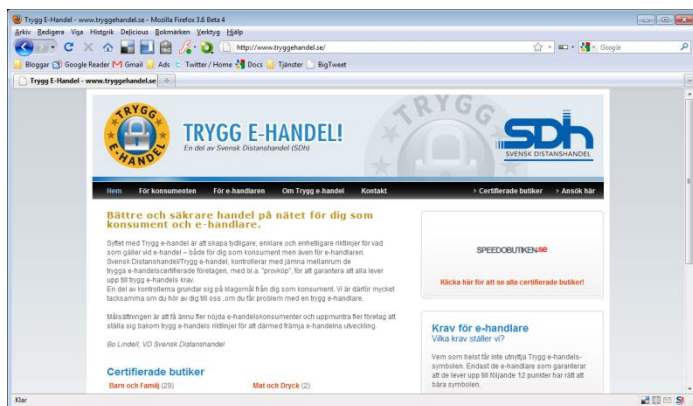 Trygg E-Handel - www.tryggehandel.se - Mozilla Firefox 3.6 Beta 4
Arkiv Redigera Visa Historik Delicious Bokmärken Verktyg Hjälp
http://www.tryggehandel.se/
Google
Bloggar Google Reader Gmail Ads Twitter / Home Docs Tjänster BigTweet
Trygg E-Handel - www.tryggehandel.se
TRYGG
E-HANDEL
TRYGG E-HANDEL!
En del av Svensk Distanshandel (SDh)
TRYGG
SDh
SVENSK DISTANSHANDEL
Hem För konsumenten För e-handlaren Om Trygg e-handel Kontakt Certifierade butiker Ansök här
Bättre och säkrare handel på nätet för dig som
konsument och e-handlare.
Syftet med Trygg e-handel är att skapa tydligare, enklare och enhetligare riktlinjer för vad
som gäller vid e-handel – både för dig som konsument men även för e-handlaren.
Svensk Distanshandel/Trygg e-handel, kontrollerar med jämna mellanrum de
trygga e-handelscertifierade företagen, med bl.a. "provköp", för garantera att alla lever
upp till trygg e-handels krav.
En del av kontrollerna grundar sig på klagomål från dig som konsument. Vi är därför mycket
tacksamma om du hör av dig till oss ,om du får problem med en trygg e-handlare.
Målsättningen är att få ännu fler nöjda e-handelskonsumenter och uppmuntra fler företag att
ställa sig bakom trygg e-handels riktlinjer för att därmed främja e-handelns utveckling.
Bo Lindell, VD Svensk Distanshandel
Certifierade butiker
Barn och Familj (29) Mat och Dryck (2)
SPEEDOBUTIKEN.SE
Klicka här för att se alla certifierade butiker!
Krav för e-handlare
Vilka krav ställer vi?
Vem som helst får inte utnyttja Trygg e-handels-
symbolen. Endast de e-handlare som garanterar
att de lever upp till följande 12 punkter har rätt att
bära symbolen.
Klar